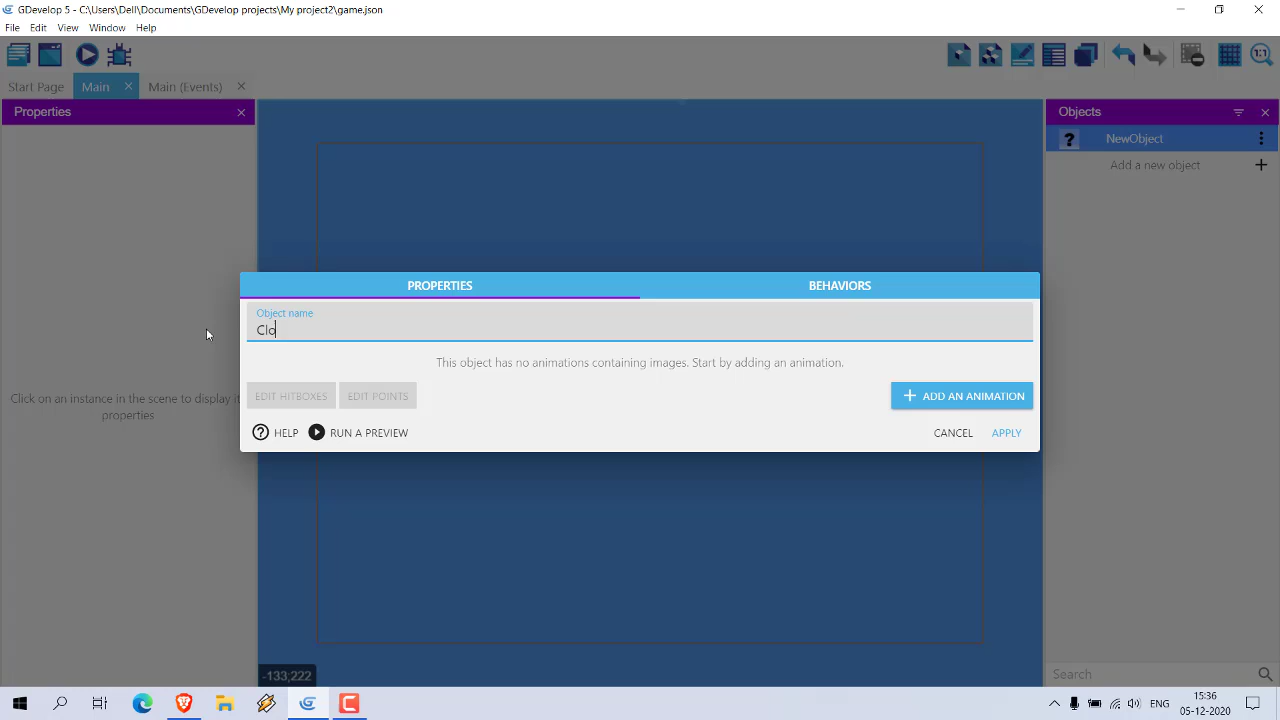 GDevelop 5 - C:\Users\Dell\Documents\GDevelop projects\My project2\game.json
File Edit View Window Help
Start Page Main Main (Events)
Properties
Objects
NewObject
Add a new object
PROPERTIES BEHAVIORS
Object name
Clo
This object has no animations containing images. Start by adding an animation.
Click on an instance in the scene to display it
properties
EDIT HITBOXES EDIT POINTS ADD AN ANIMATION
HELP RUN A PREVIEW CANCEL APPLY
-133;222
Search
ENG
15:36
05-12-2020
1:1